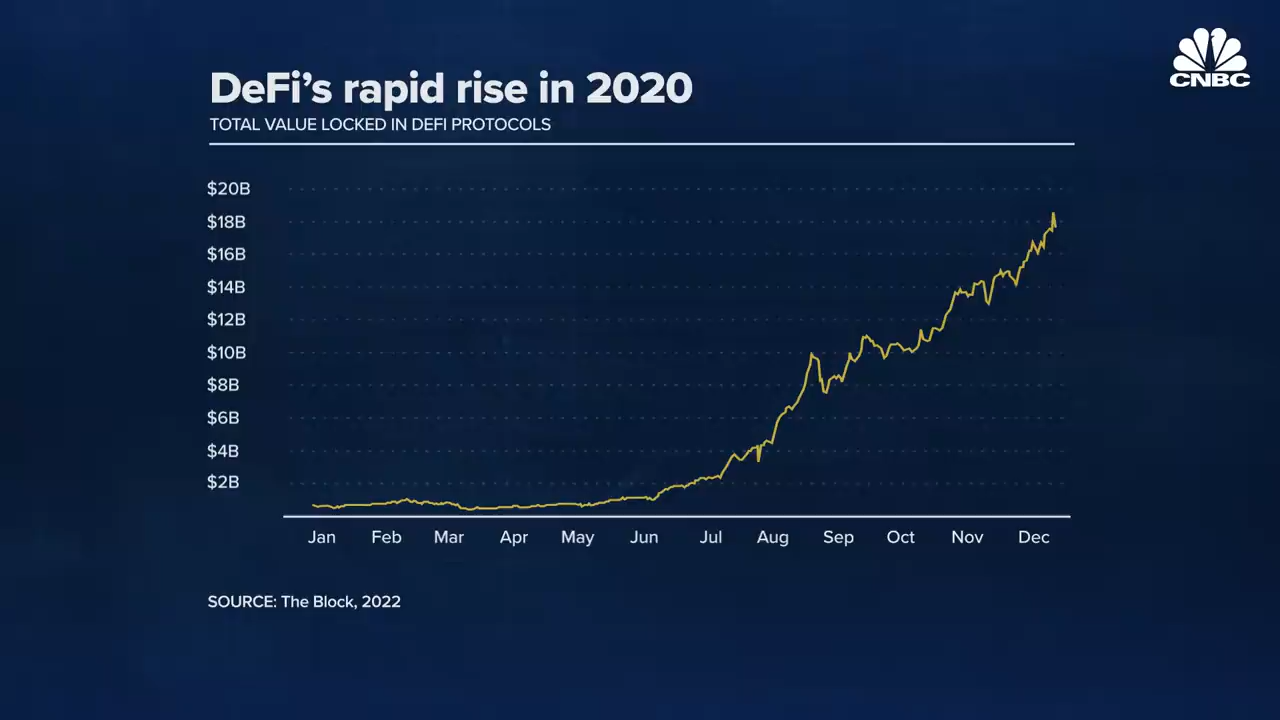 CNBC
DeFi’s rapid rise in 2020
TOTAL VALUE LOCKED IN DEFI PROTOCOLS
$20B
$18B
$16B
$14B
$12B
$10B
$8B
$6B
$4B
$2B
Jan Feb Mar Apr May Jun Jul Aug Sep Oct Nov Dec
SOURCE: The Block, 2022